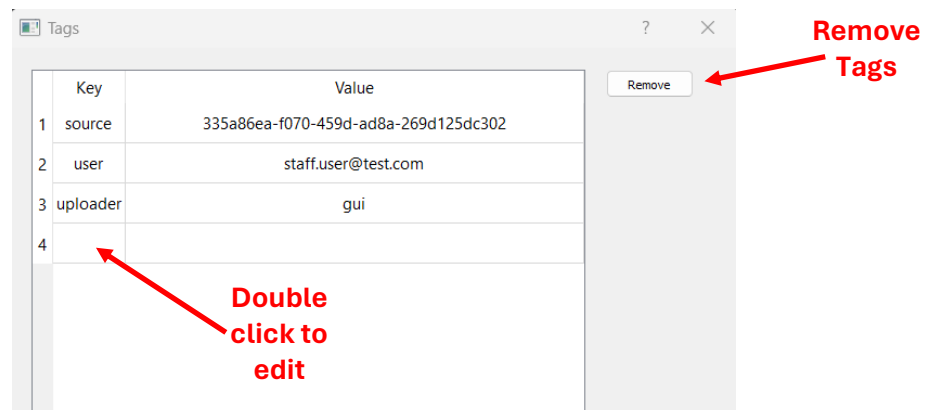 Tags
?
Remove
Tags
Key Value
Remove
1 source 335a86ea-f070-459d-ad8a-269d125dc302
2 user staff.user@test.com
3 uploader gui
4
Double
click to
edit